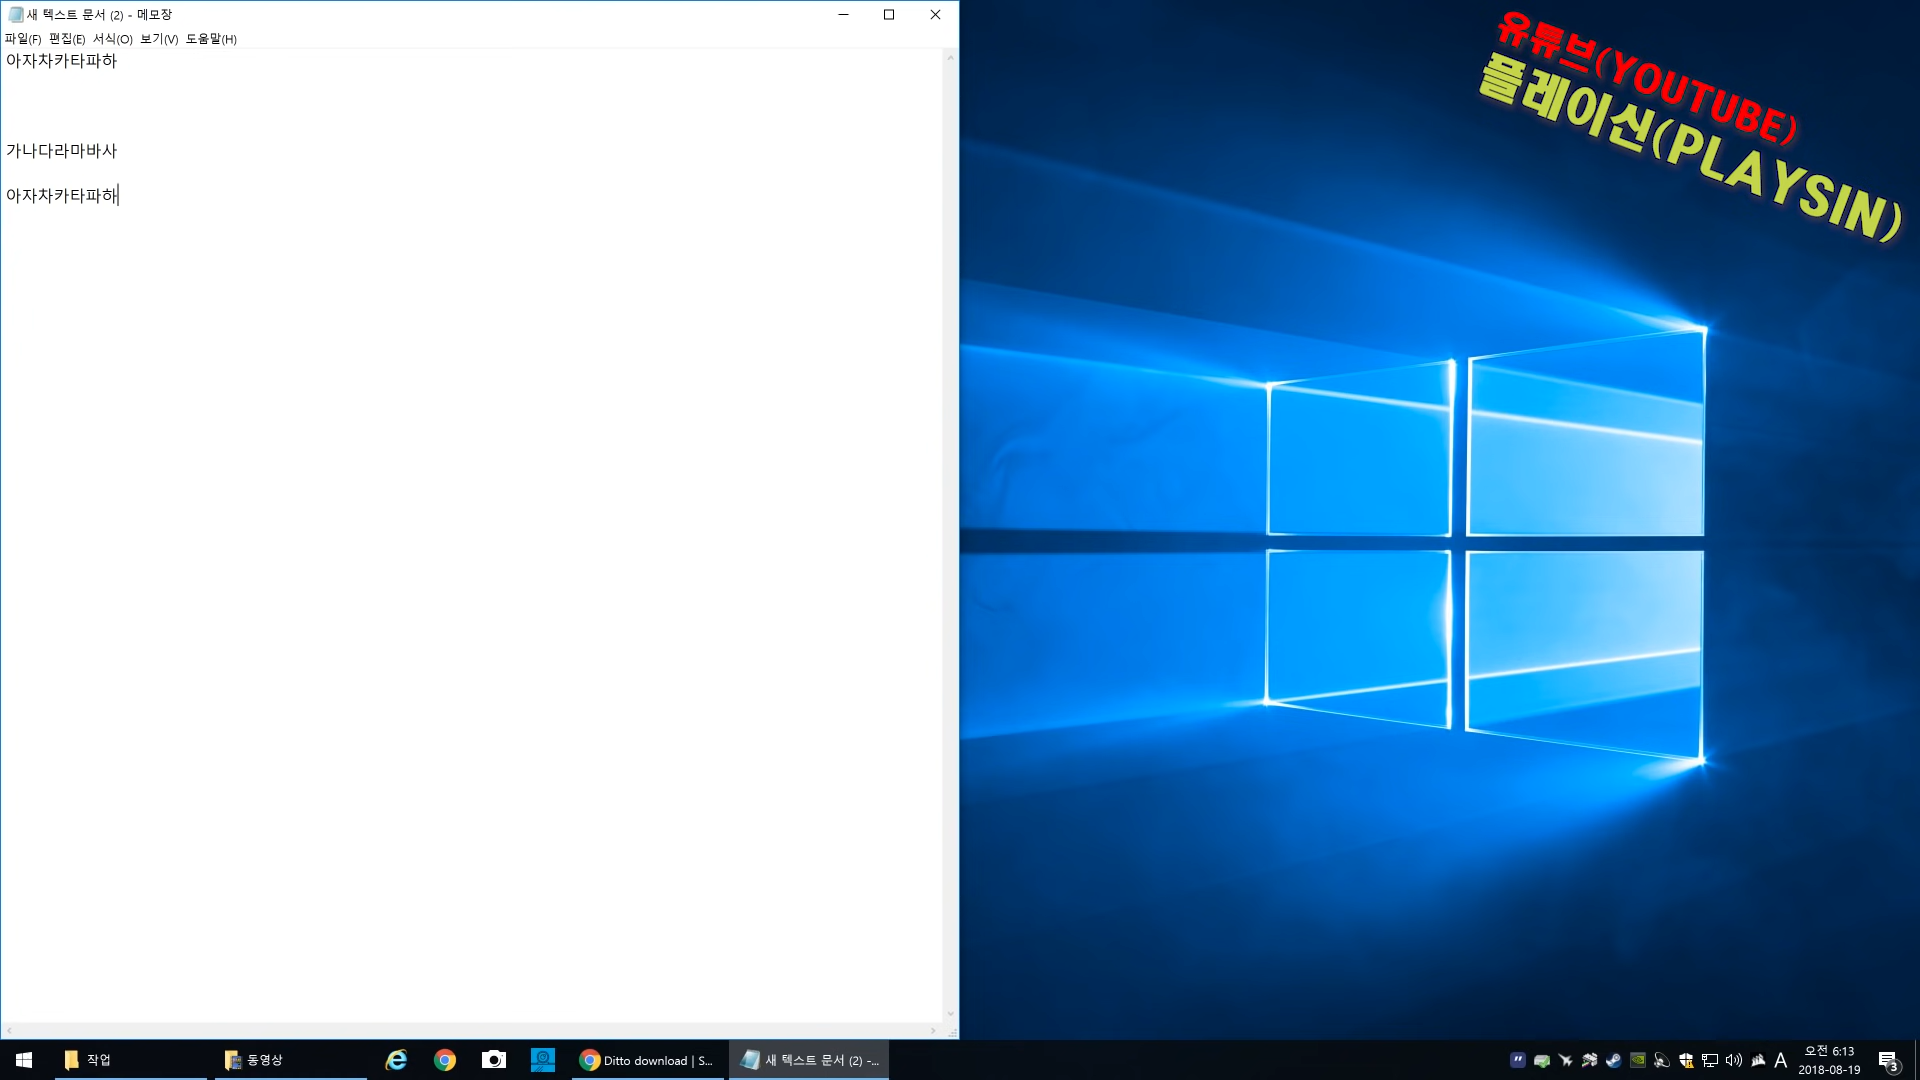 새 텍스트 문서 (2) - 메모장
파일(F) 편집(E) 서식(O) 보기(V) 도움말(H)
아자차카타파하
가나다라마바사
아자차카타파하
유튜브(YOUTUBE)
플레이신(PLAYSIN)
작업
동영상
Ditto download | S...
새 텍스트 문서 (2) -...
A
오전 6:13
2018-08-19
3